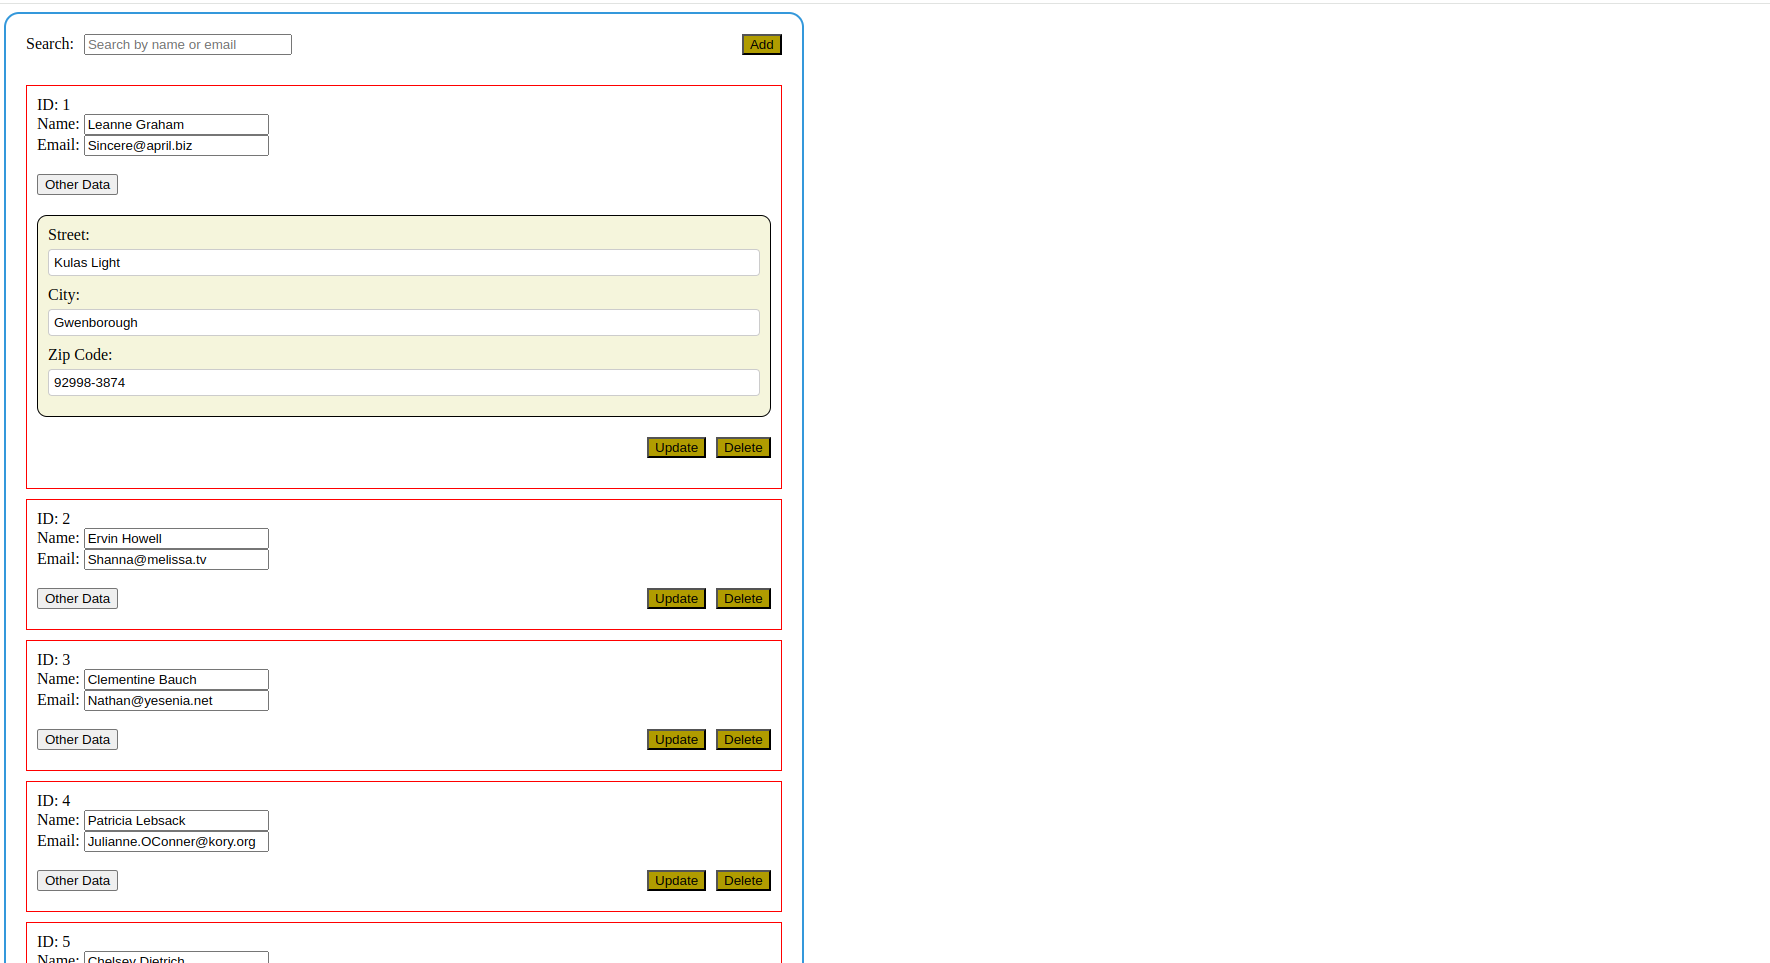 Search: Search by name or email Add
ID: 1
Name: Leanne Graham
Email: Sincere@april.biz
Other Data
Street:
Kulas Light
City:
Gwenborough
Zip Code:
92998-3874
Update Delete
ID: 2
Name: Ervin Howell
Email: Shanna@melissa.tv
Other Data Update Delete
ID: 3
Name: Clementine Bauch
Email: Nathan@yesenia.net
Other Data Update Delete
ID: 4
Name: Patricia Lebsack
Email: Julianne.OConner@kory.org
Other Data Update Delete
ID: 5
Name: Chelsey Dietrich